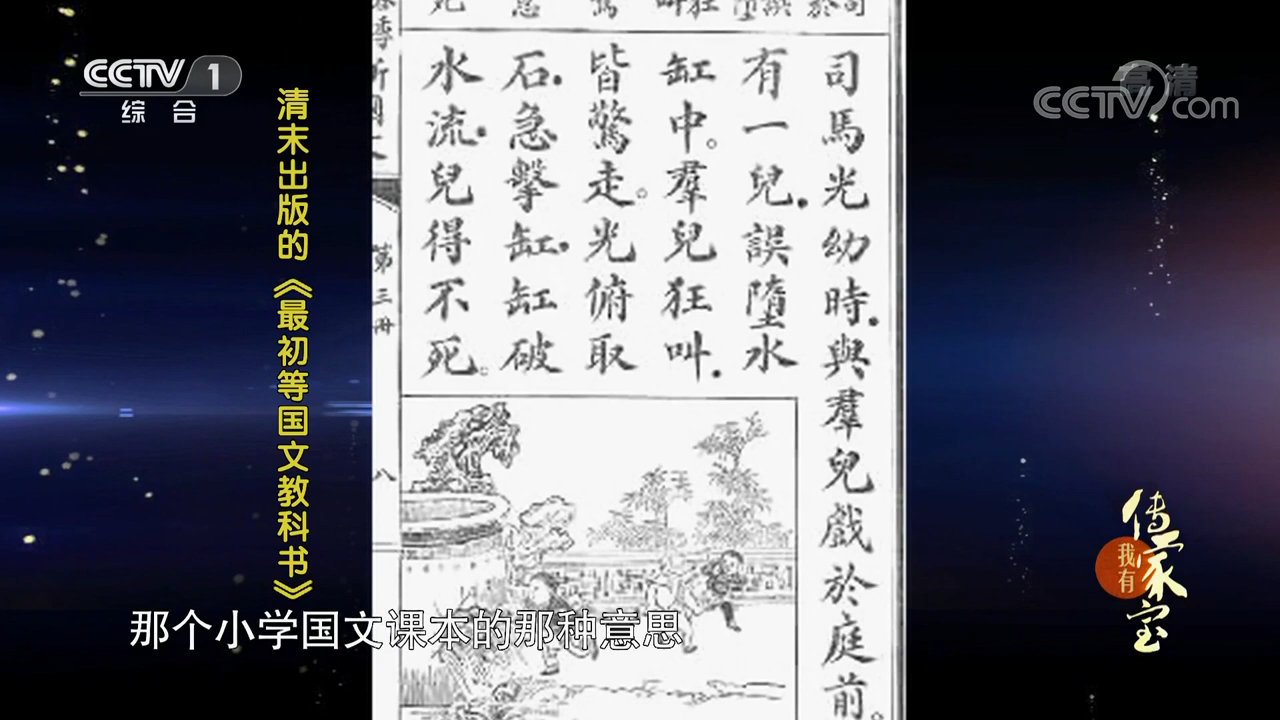 CCTV 1
综合
高清
CCTV.com
清末出版的《最初等国文教科书》
司馬光幼時．與羣兒戲於庭前。
有一兒．誤墮水
缸中。羣兒狂叫．
皆驚走。光俯取
石．急擊缸．缸破
水流．兒得不死。
第三册
八
我有
傳家宝
那个小学国文课本的那种意思